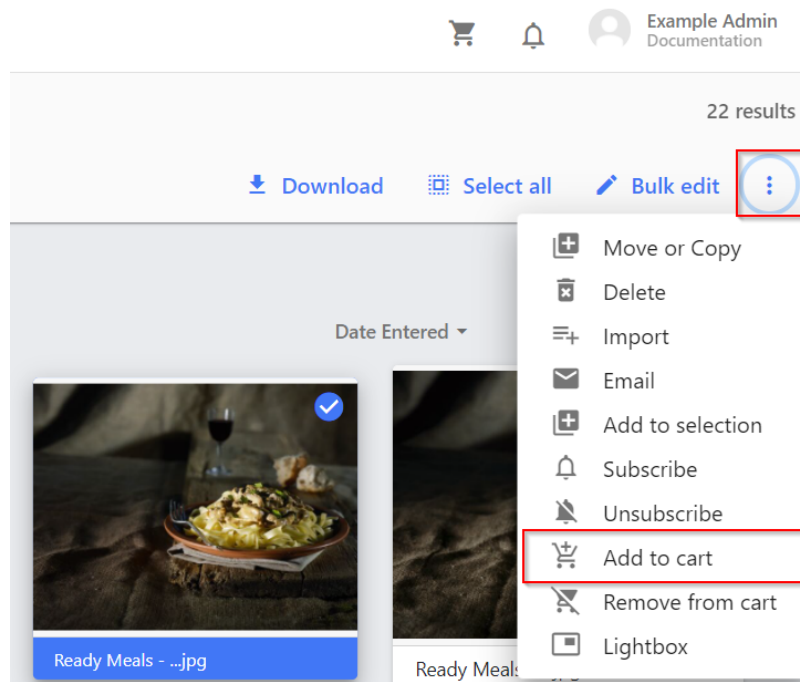 Example Admin
Documentation
22 results
Download
Select all
Bulk edit
Move or Copy
Delete
Import
Email
Add to selection
Subscribe
Unsubscribe
Add to cart
Remove from cart
Lightbox
Date Entered
Ready Meals - ...jpg
Ready Meals